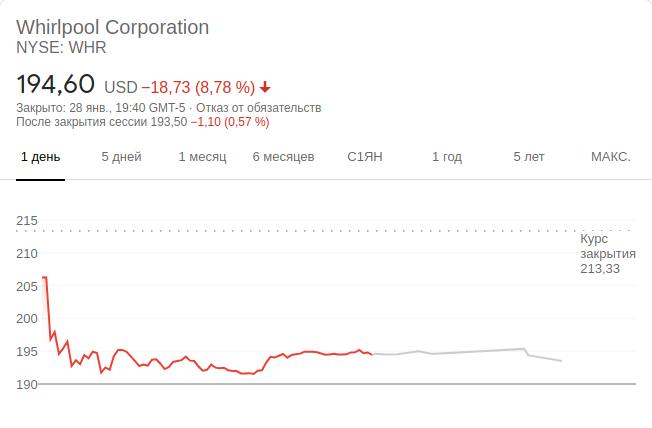 Whirlpool Corporation
NYSE: WHR
194,60 USD −18,73 (8,78 %)
Закрыто: 28 янв., 19:40 GMT-5 · Отказ от обязательств
После закрытия сессии 193,50 −1,10 (0,57 %)
1 день 5 дней 1 месяц 6 месяцев С1ЯН 1 год 5 лет МАКС.
215
Курс
закрытия
213,33
210
205
200
195
190